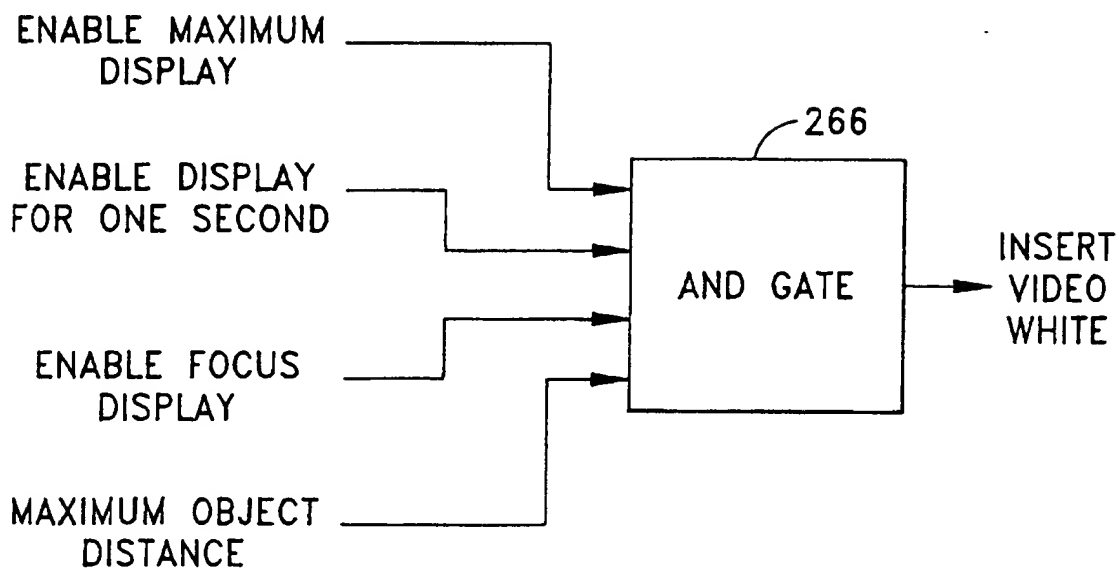 ENABLE MAXIMUM
DISPLAY
266
ENABLE DISPLAY
FOR ONE SECOND
AND GATE
INSERT
VIDEO
WHITE
ENABLE FOCUS
DISPLAY
MAXIMUM OBJECT
DISTANCE